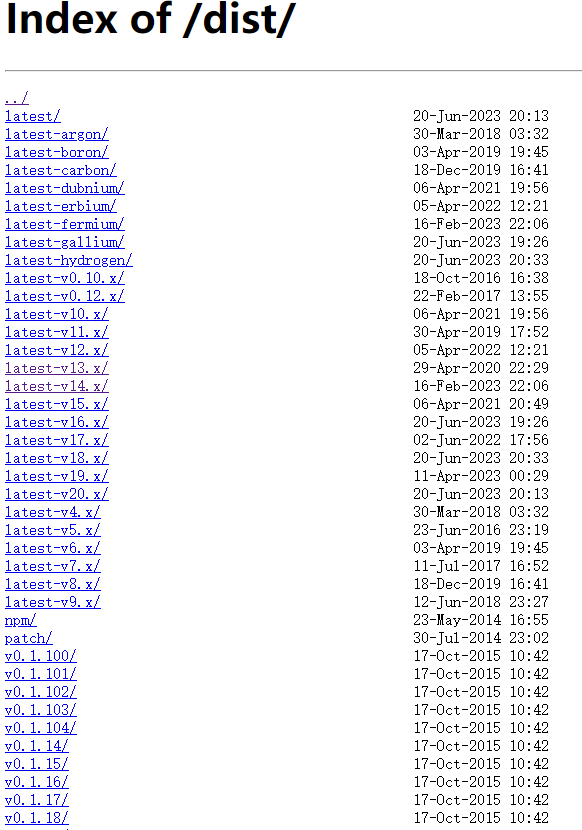 Index of /dist/
../
latest/ 20-Jun-2023 20:13
latest-argon/ 30-Mar-2018 03:32
latest-boron/ 03-Apr-2019 19:45
latest-carbon/ 18-Dec-2019 16:41
latest-dubnium/ 06-Apr-2021 19:56
latest-erbium/ 05-Apr-2022 12:21
latest-fermium/ 16-Feb-2023 22:06
latest-gallium/ 20-Jun-2023 19:26
latest-hydrogen/ 20-Jun-2023 20:33
latest-v0.10.x/ 18-Oct-2016 16:38
latest-v0.12.x/ 22-Feb-2017 13:55
latest-v10.x/ 06-Apr-2021 19:56
latest-v11.x/ 30-Apr-2019 17:52
latest-v12.x/ 05-Apr-2022 12:21
latest-v13.x/ 29-Apr-2020 22:29
latest-v14.x/ 16-Feb-2023 22:06
latest-v15.x/ 06-Apr-2021 20:49
latest-v16.x/ 20-Jun-2023 19:26
latest-v17.x/ 02-Jun-2022 17:56
latest-v18.x/ 20-Jun-2023 20:33
latest-v19.x/ 11-Apr-2023 00:29
latest-v20.x/ 20-Jun-2023 20:13
latest-v4.x/ 30-Mar-2018 03:32
latest-v5.x/ 23-Jun-2016 23:19
latest-v6.x/ 03-Apr-2019 19:45
latest-v7.x/ 11-Jul-2017 16:52
latest-v8.x/ 18-Dec-2019 16:41
latest-v9.x/ 12-Jun-2018 23:27
npm/ 23-May-2014 16:55
patch/ 30-Jul-2014 23:02
v0.1.100/ 17-Oct-2015 10:42
v0.1.101/ 17-Oct-2015 10:42
v0.1.102/ 17-Oct-2015 10:42
v0.1.103/ 17-Oct-2015 10:42
v0.1.104/ 17-Oct-2015 10:42
v0.1.14/ 17-Oct-2015 10:42
v0.1.15/ 17-Oct-2015 10:42
v0.1.16/ 17-Oct-2015 10:42
v0.1.17/ 17-Oct-2015 10:42
v0.1.18/ 17-Oct-2015 10:42